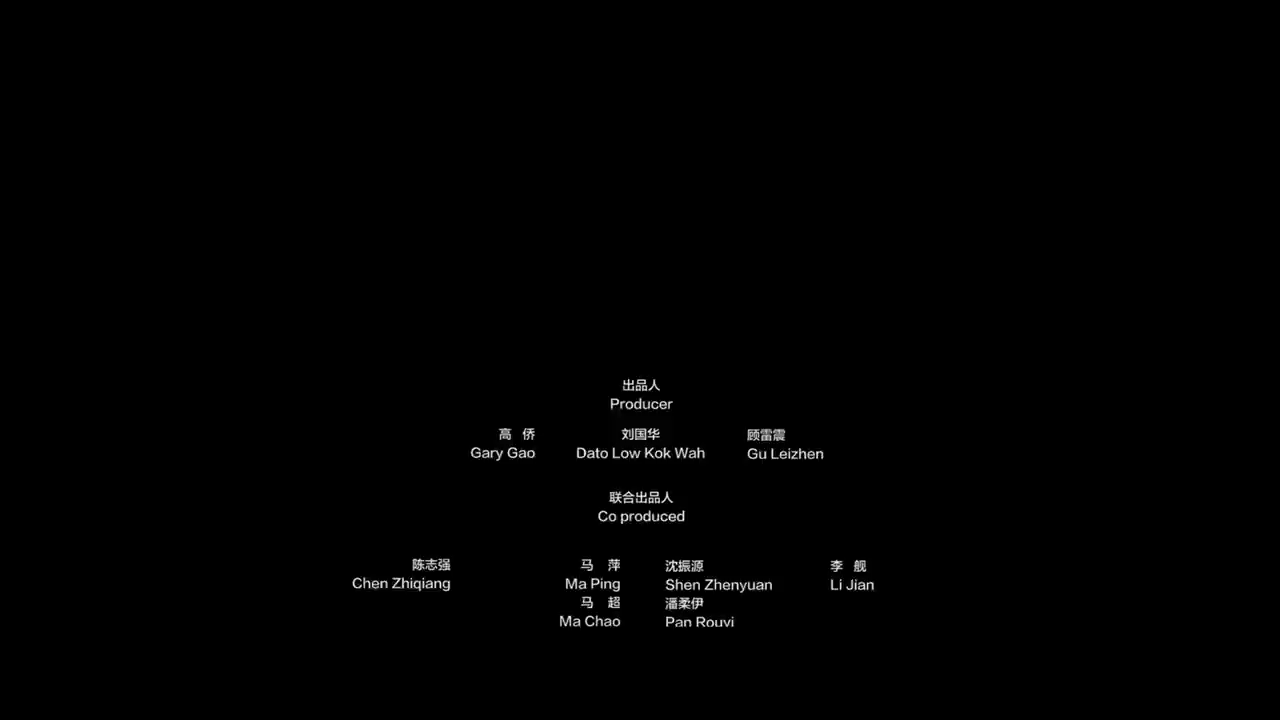 出品人
Producer
高 侨 刘国华 顾雷震
Gary Gao Dato Low Kok Wah Gu Leizhen
联合出品人
Co produced
陈志强 马 萍 沈振源 李 舰
Chen Zhiqiang Ma Ping Shen Zhenyuan Li Jian
马 超 潘柔伊
Ma Chao Pan Rouyi